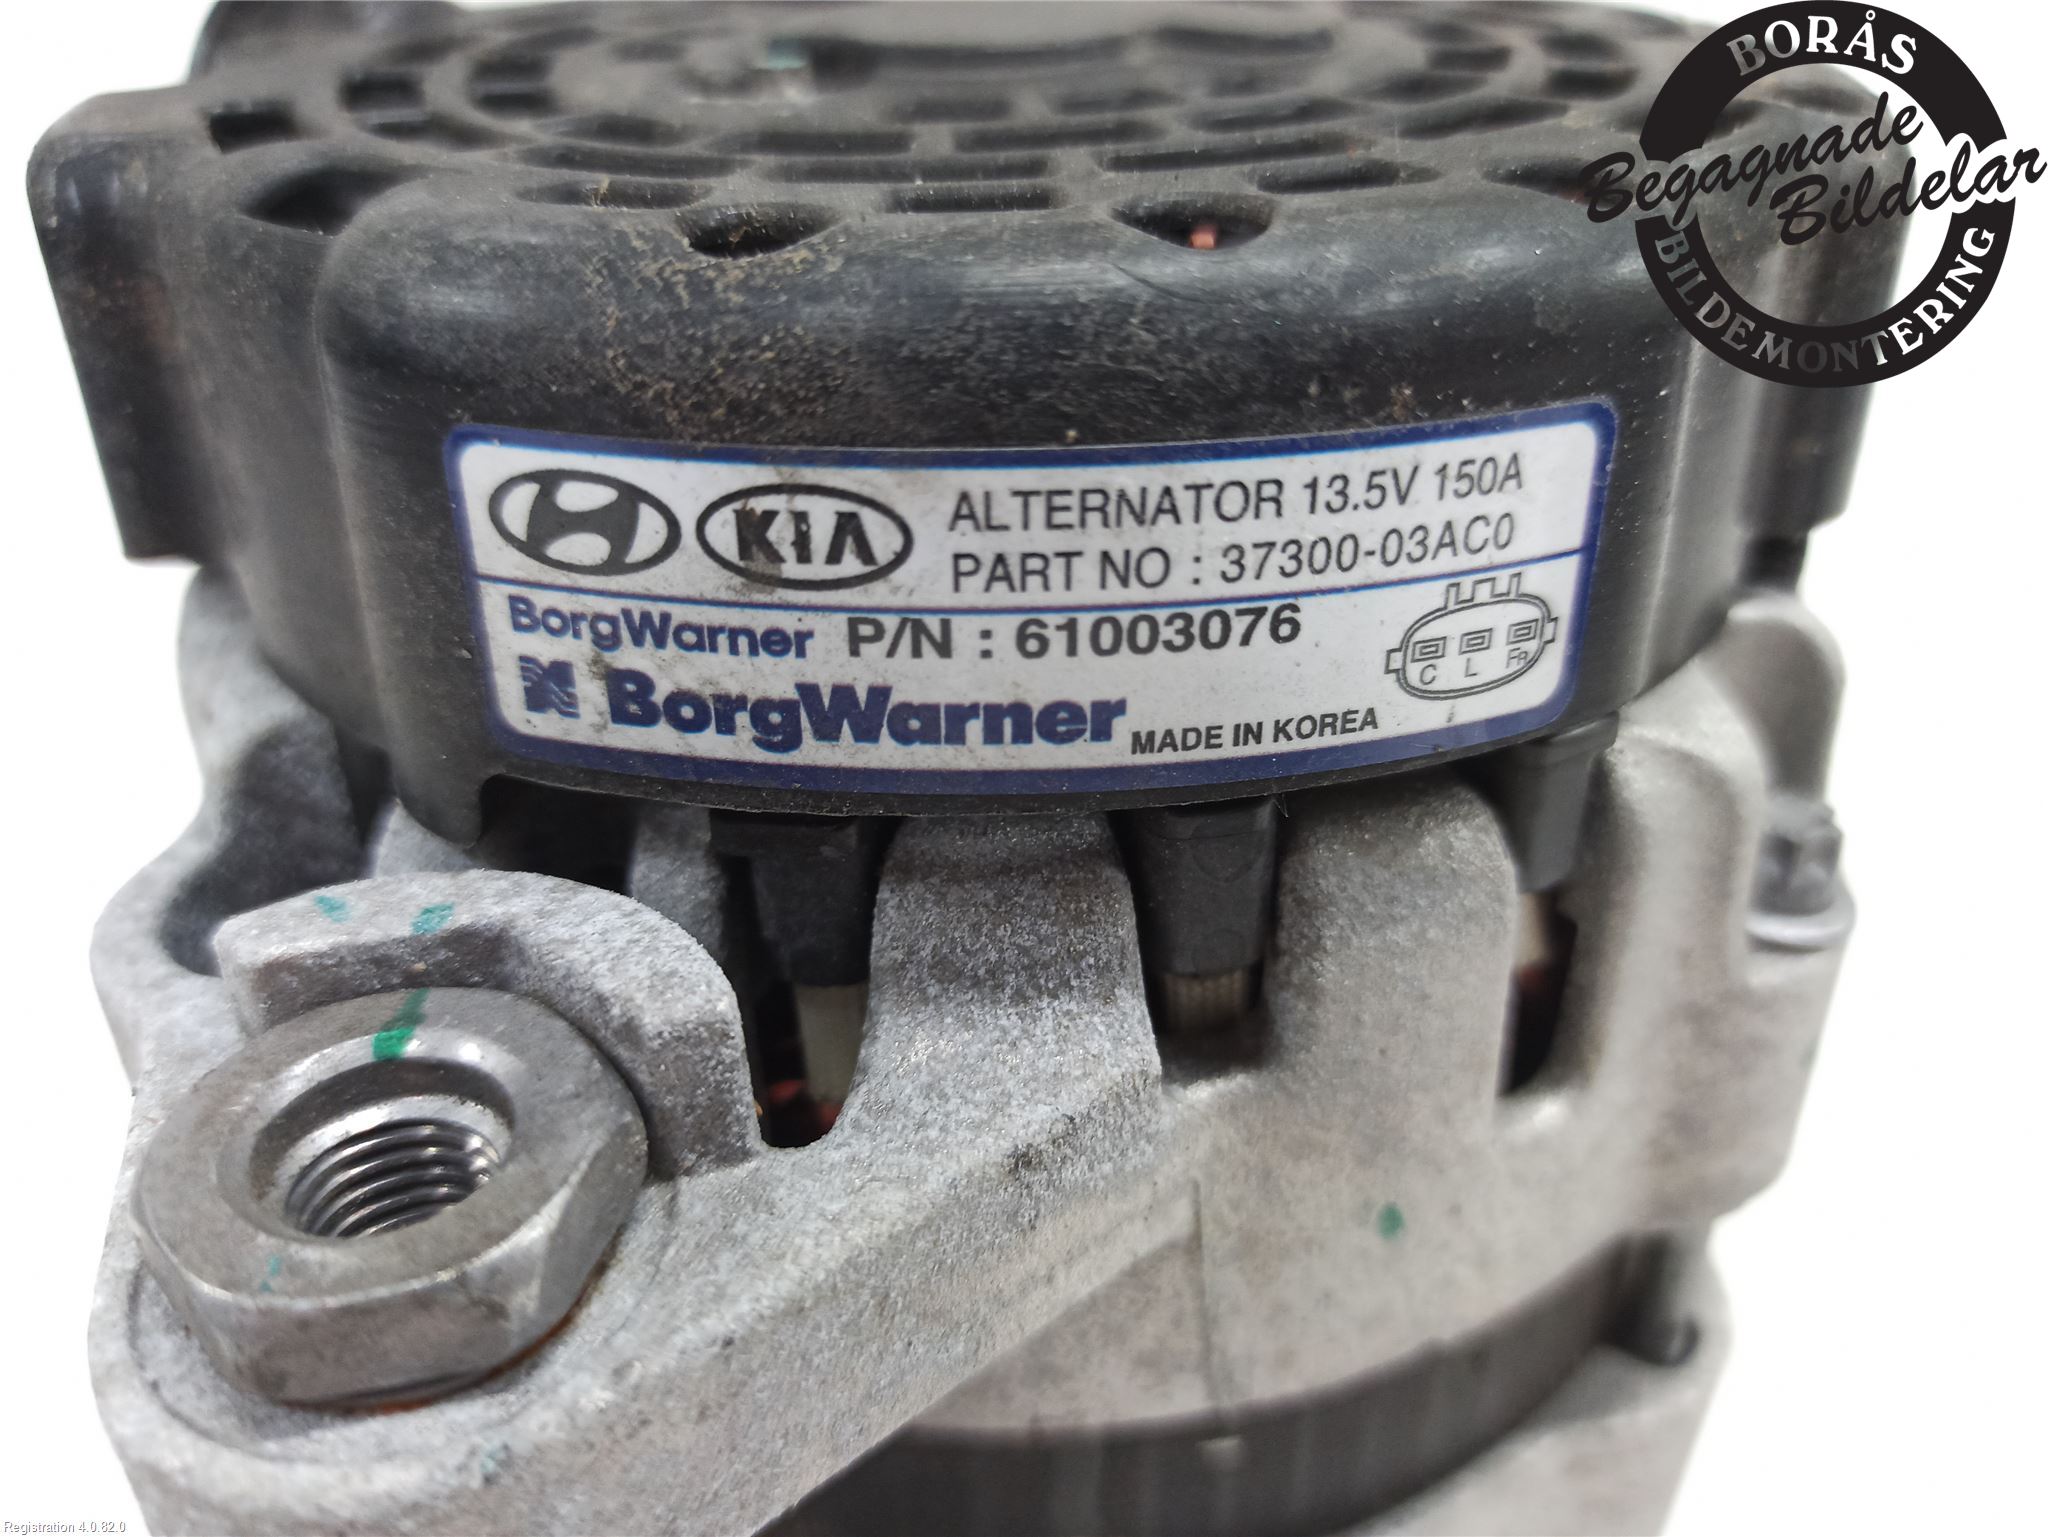 BORÅS
Begagnade
Bildelar
BILDEMONTERING
KIA
ALTERNATOR 13.5V 150A
PART NO : 37300-03AC0
BorgWarner P/N : 61003076
C L FR
BorgWarner MADE IN KOREA
Registration 4.0.82.0